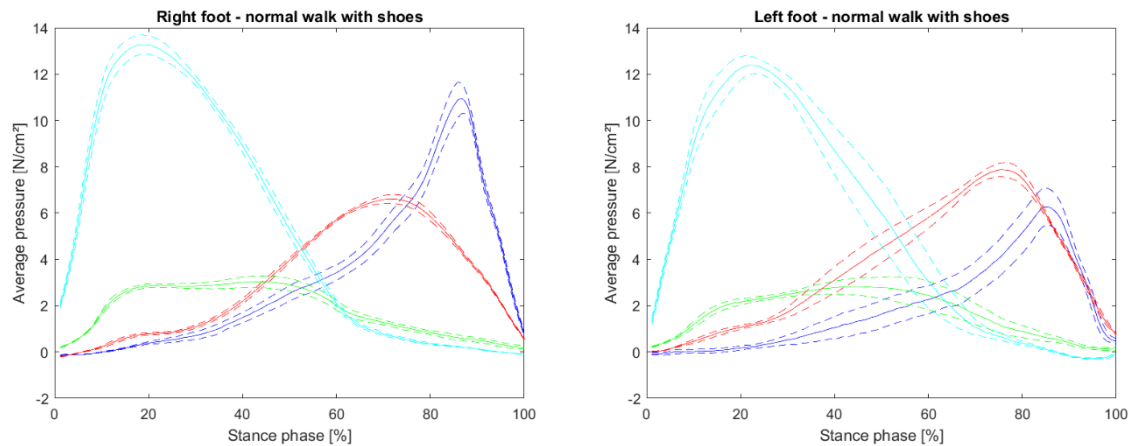 Right foot - normal walk with shoes
14
12
10
8
6
4
2
0
-2
Average pressure [N/cm²]
0 20 40 60 80 100
Stance phase [%]
Left foot - normal walk with shoes
14
12
10
8
6
4
2
0
-2
Average pressure [N/cm²]
0 20 40 60 80 100
Stance phase [%]